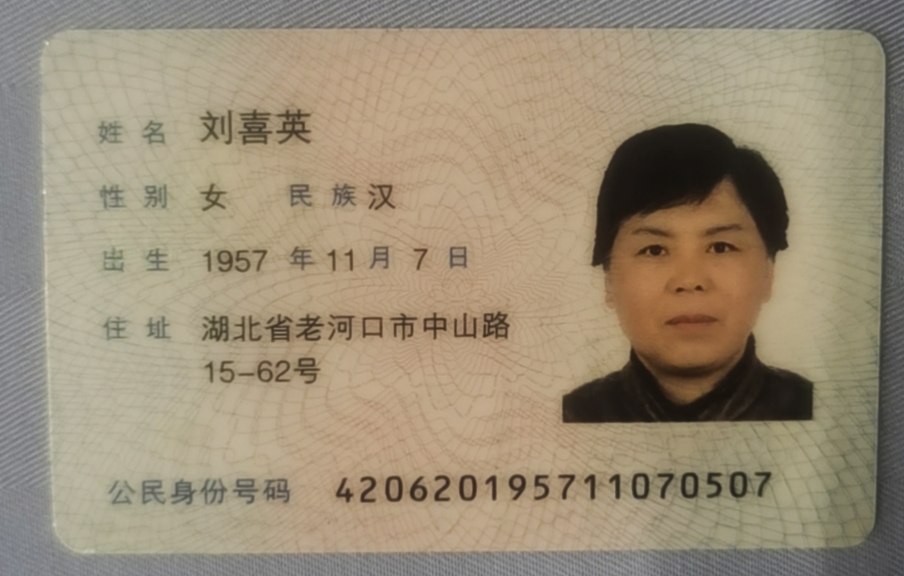 姓名 刘喜英
性别 女 民族 汉
出生 1957 年 11 月 7 日
住址 湖北省老河口市中山路
15-62号
公民身份号码 420620195711070507